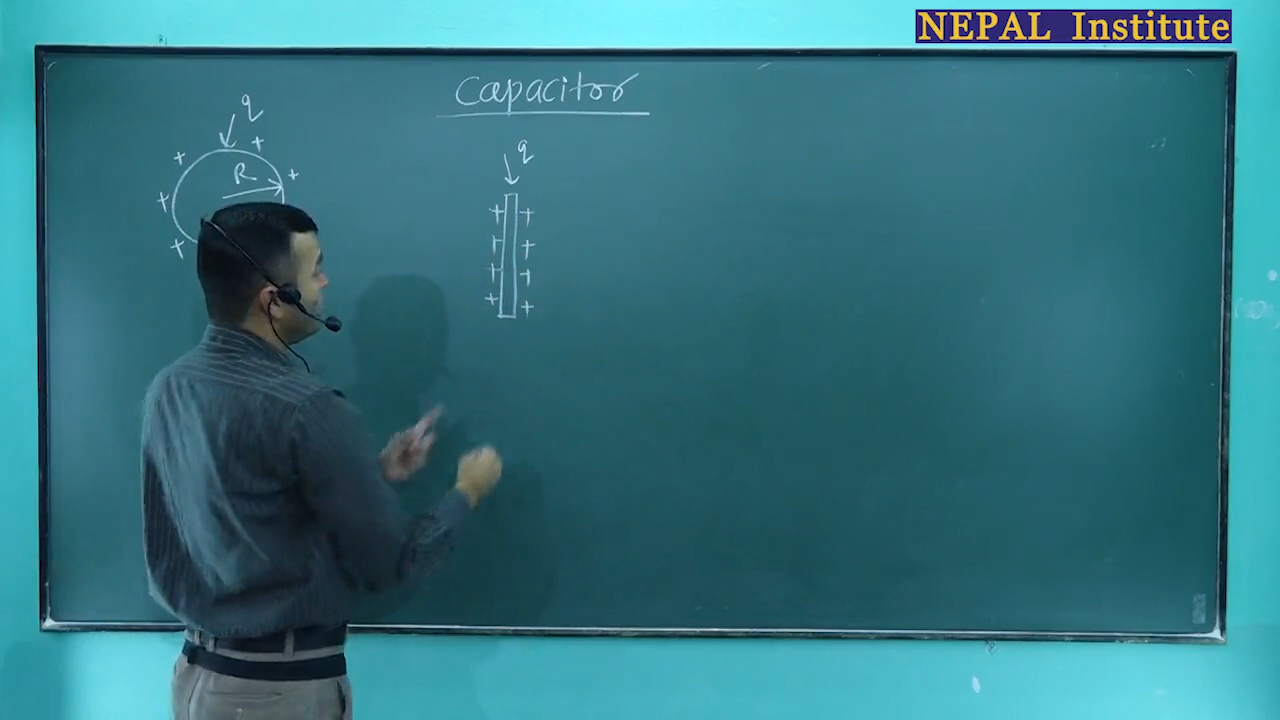 NEPAL Institute
Capacitor
q
R
+ + + + +
q
+ +
+ +
+ +
+ +